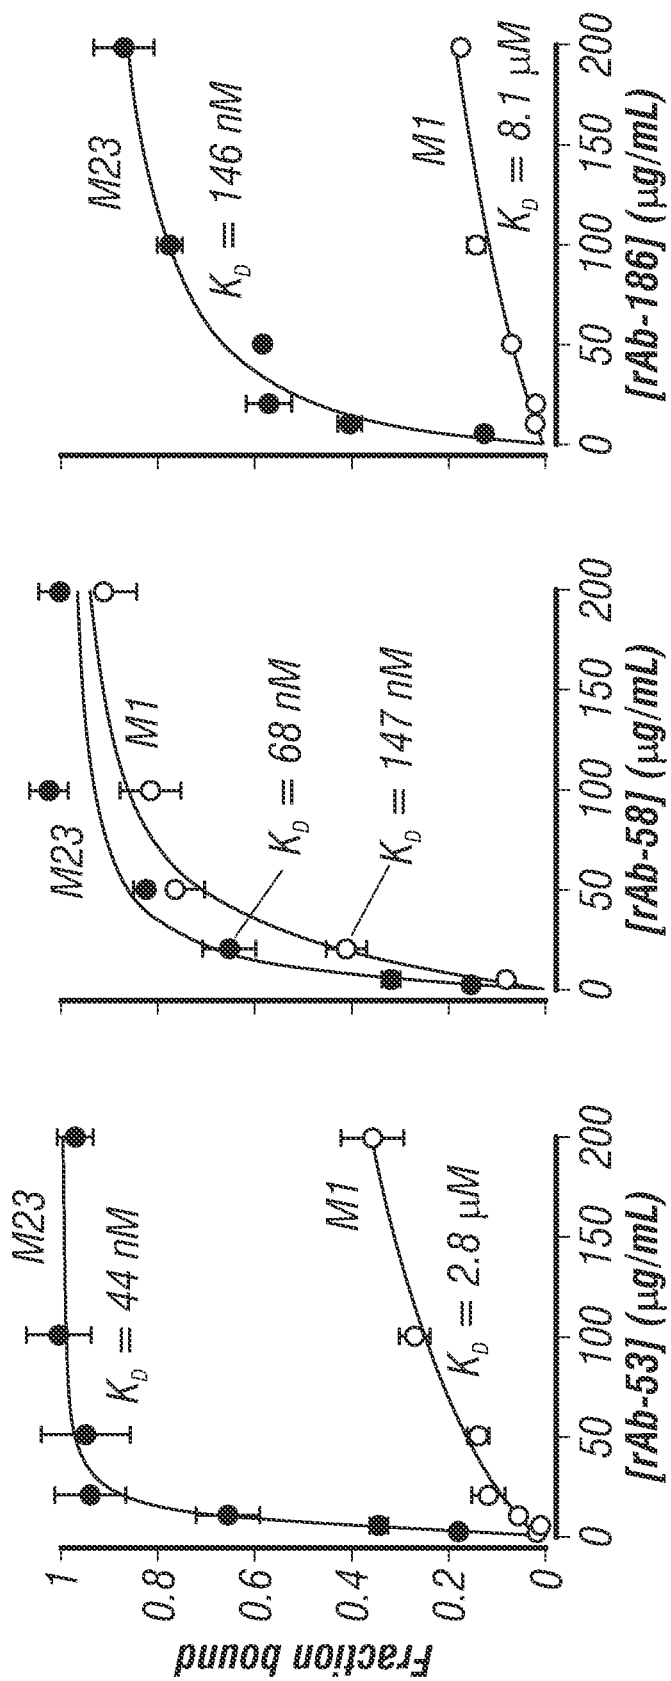 Fraction bound
1
0.8
0.6
0.4
0.2
0
M23
K_D = 44 nM
M1
K_D = 2.8 µM
0 50 100 150 200
[rAb-53] (µg/mL)
M23
M1
K_D = 68 nM
K_D = 147 nM
0 50 100 150 200
[rAb-58] (µg/mL)
M23
K_D = 146 nM
M1
K_D = 8.1 µM
0 50 100 150 200
[rAb-186] (µg/mL)